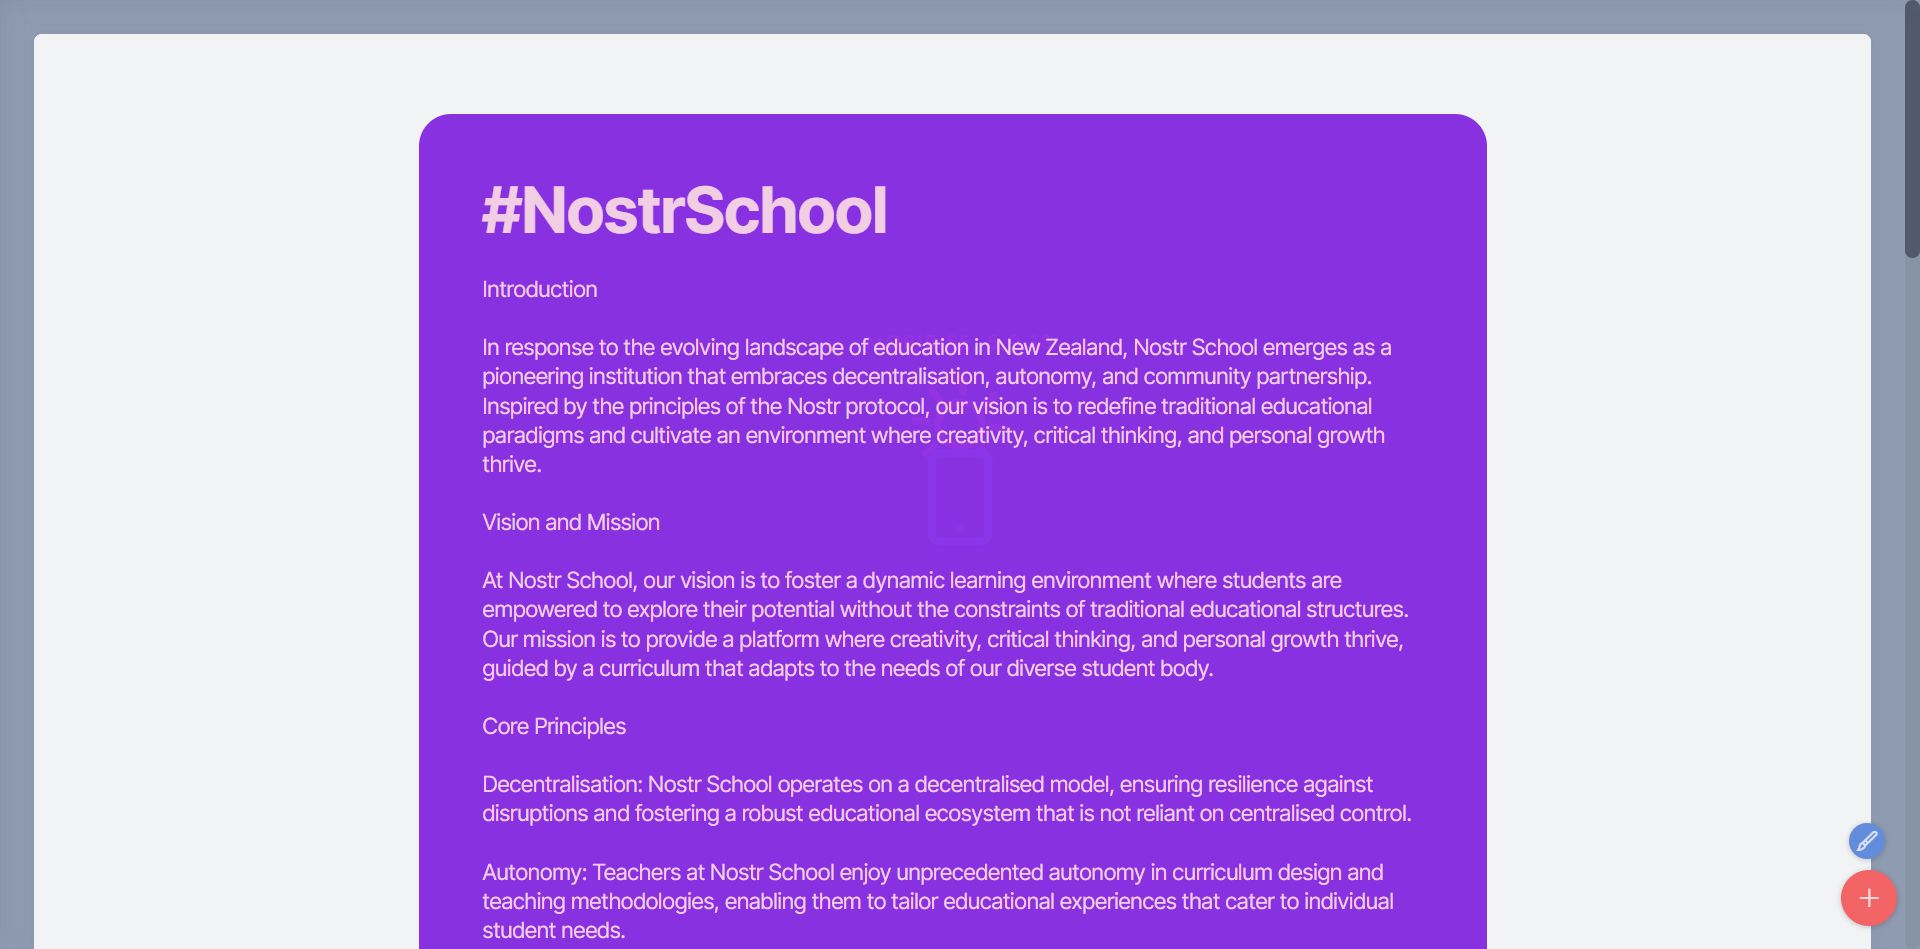 #NostrSchool
Introduction
In response to the evolving landscape of education in New Zealand, Nostr School emerges as a
pioneering institution that embraces decentralisation, autonomy, and community partnership.
Inspired by the principles of the Nostr protocol, our vision is to redefine traditional educational
paradigms and cultivate an environment where creativity, critical thinking, and personal growth
thrive.
Vision and Mission
At Nostr School, our vision is to foster a dynamic learning environment where students are
empowered to explore their potential without the constraints of traditional educational structures.
Our mission is to provide a platform where creativity, critical thinking, and personal growth thrive,
guided by a curriculum that adapts to the needs of our diverse student body.
Core Principles
Decentralisation: Nostr School operates on a decentralised model, ensuring resilience against
disruptions and fostering a robust educational ecosystem that is not reliant on centralised control.
Autonomy: Teachers at Nostr School enjoy unprecedented autonomy in curriculum design and
teaching methodologies, enabling them to tailor educational experiences that cater to individual
student needs.